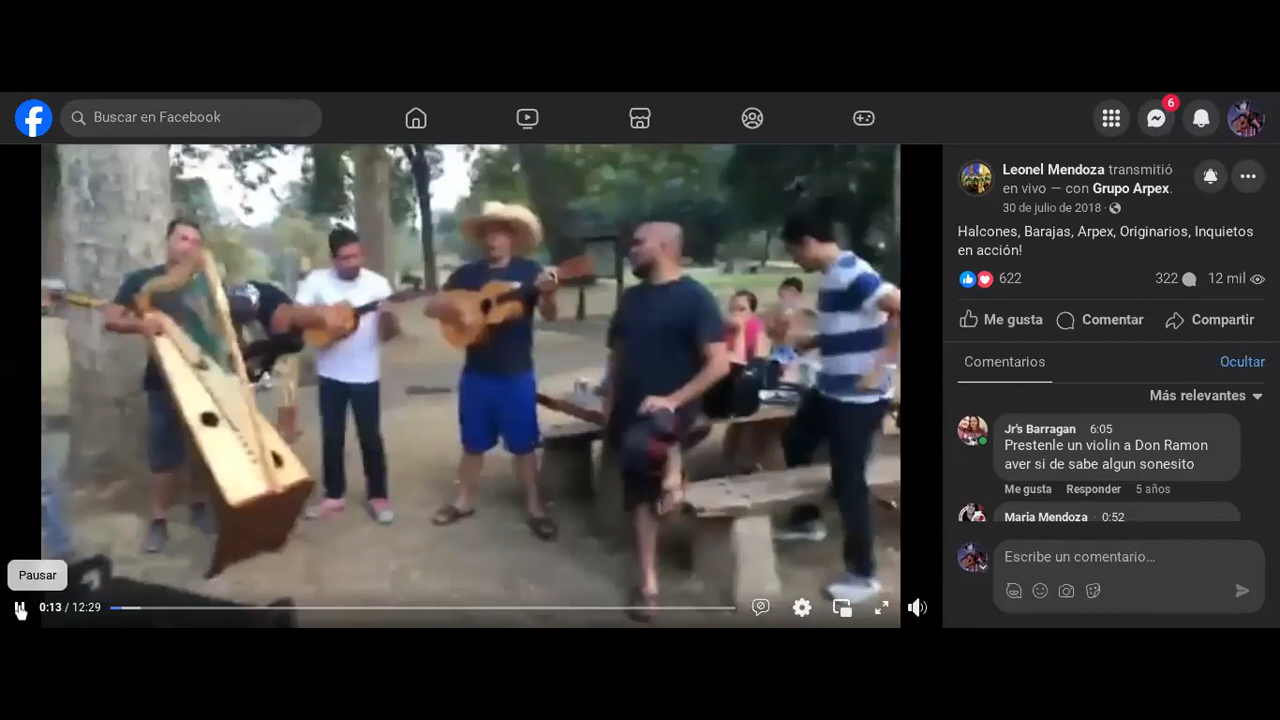 Buscar en Facebook
6
Leonel Mendoza transmitió
en vivo — con Grupo Arpex.
30 de julio de 2018 ·
Halcones, Barajas, Arpex, Originarios, Inquietos
en acción!
622
322
12 mil
Me gusta
Comentar
Compartir
Comentarios
Ocultar
Más relevantes
Jr's Barragan 6:05
Prestenle un violin a Don Ramon
aver si de sabe algun sonesito
Me gusta Responder 5 años
Maria Mendoza · 0:52
Escribe un comentario...
Pausar
0:13 / 12:29